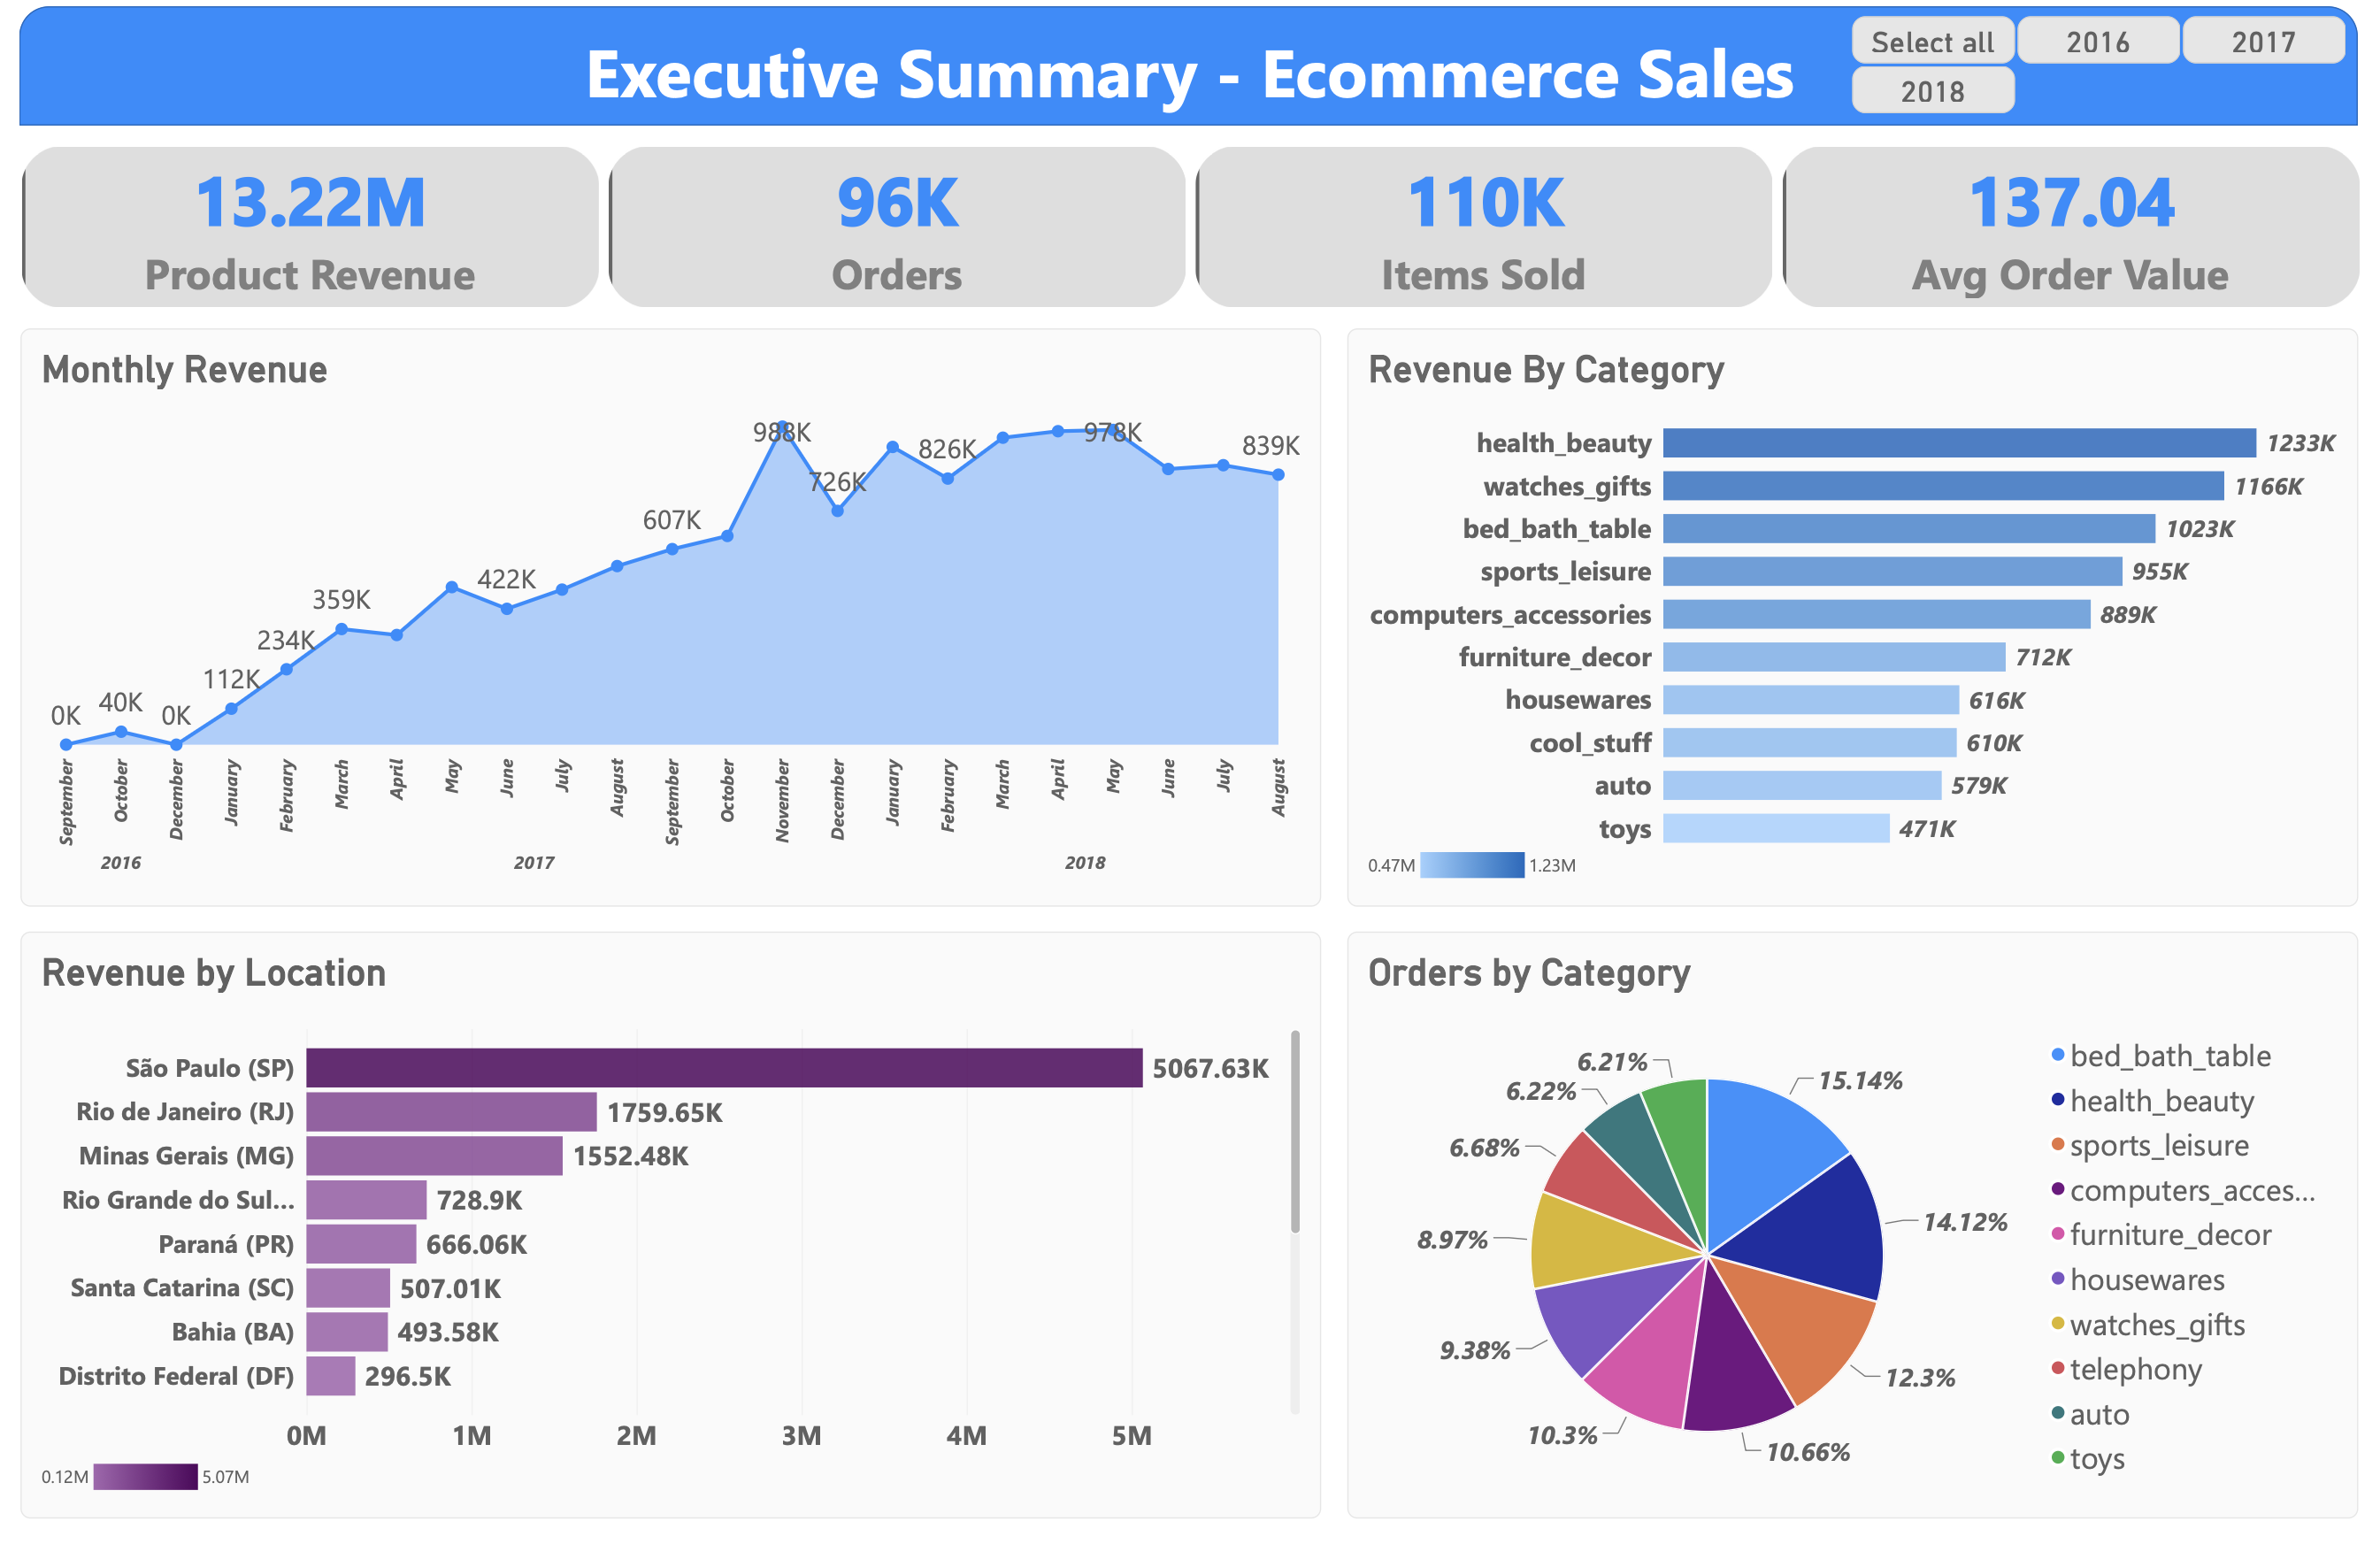 Executive Summary - Ecommerce Sales
Select all 2016 2017
2018
13.22M
Product Revenue
96K
Orders
110K
Items Sold
137.04
Avg Order Value
Monthly Revenue
0K 40K 0K 112K 234K 359K 422K 607K 988K 726K 826K 978K 839K
September October December January February March April May June July August September October November December January February March April May June July August
2016 2017 2018
Revenue By Category
health_beauty 1233K
watches_gifts 1166K
bed_bath_table 1023K
sports_leisure 955K
computers_accessories 889K
furniture_decor 712K
housewares 616K
cool_stuff 610K
auto 579K
toys 471K
0.47M 1.23M
Revenue by Location
São Paulo (SP) 5067.63K
Rio de Janeiro (RJ) 1759.65K
Minas Gerais (MG) 1552.48K
Rio Grande do Sul... 728.9K
Paraná (PR) 666.06K
Santa Catarina (SC) 507.01K
Bahia (BA) 493.58K
Distrito Federal (DF) 296.5K
0M 1M 2M 3M 4M 5M
0.12M 5.07M
Orders by Category
15.14%
14.12%
12.3%
10.66%
10.3%
9.38%
8.97%
6.68%
6.22%
6.21%
bed_bath_table
health_beauty
sports_leisure
computers_acces...
furniture_decor
housewares
watches_gifts
telephony
auto
toys